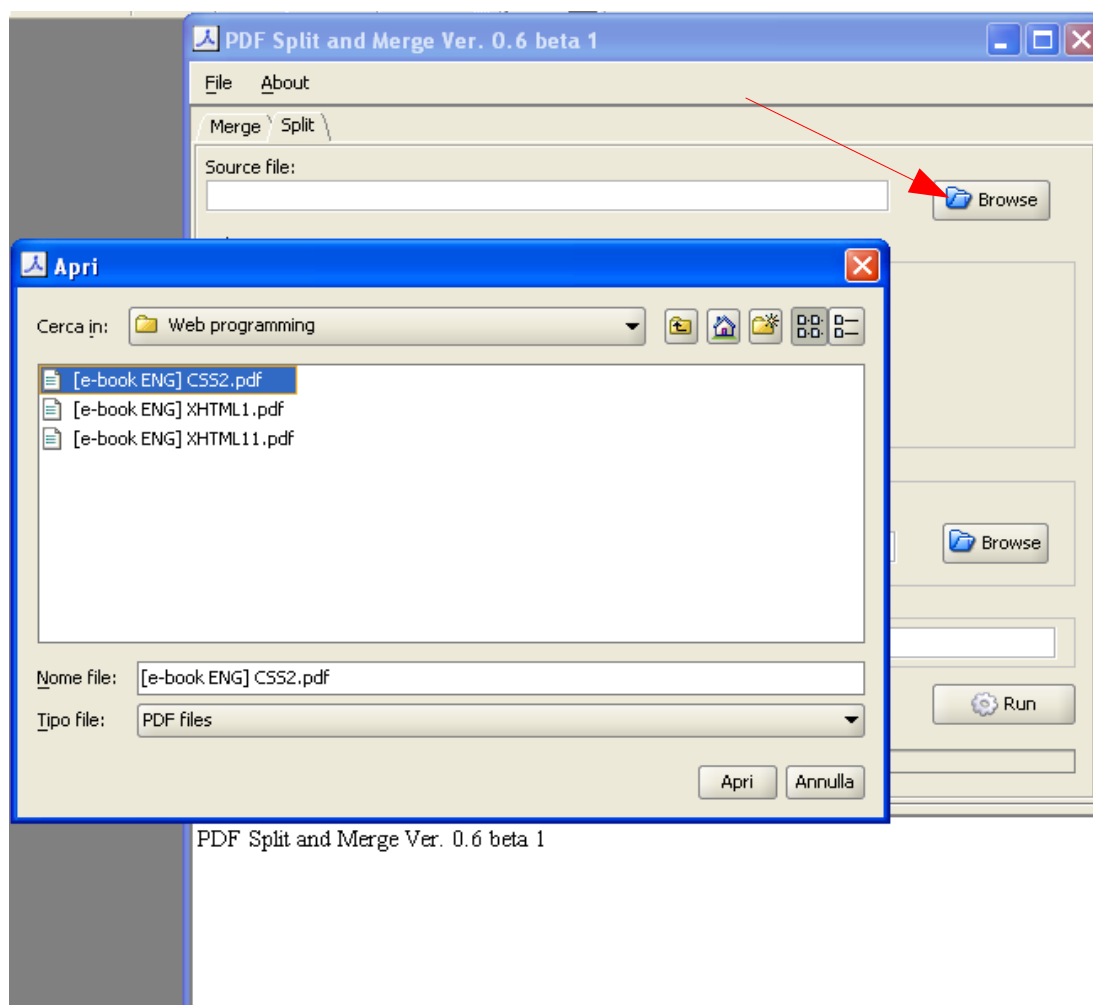 PDF Split and Merge Ver. 0.6 beta 1
File About
Merge Split
Source file:
Browse
Apri
Cerca in: Web programming
[e-book ENG] CSS2.pdf
[e-book ENG] XHTML1.pdf
[e-book ENG] XHTML11.pdf
Browse
Nome file: [e-book ENG] CSS2.pdf
Tipo file: PDF files
Run
Apri Annulla
PDF Split and Merge Ver. 0.6 beta 1